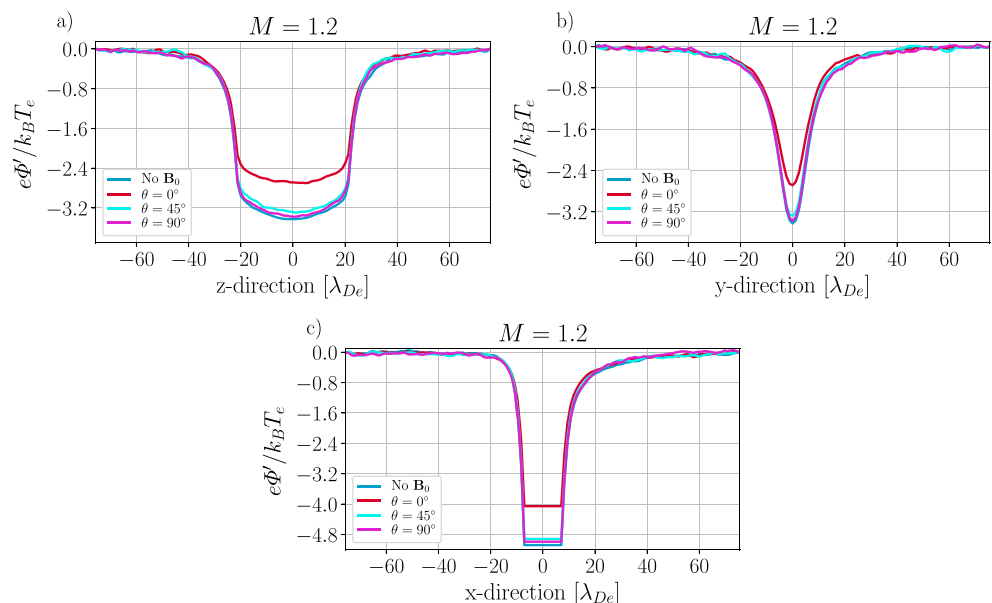 a)
M = 1.2
0.0
−0.8
−1.6
−2.4
−3.2
eΦ′/k_BT_e
No B₀
θ = 0°
θ = 45°
θ = 90°
−60 −40 −20 0 20 40 60
z-direction [λ_De]
b)
M = 1.2
0.0
−0.8
−1.6
−2.4
−3.2
eΦ′/k_BT_e
No B₀
θ = 0°
θ = 45°
θ = 90°
−60 −40 −20 0 20 40 60
y-direction [λ_De]
c)
M = 1.2
0.0
−0.8
−1.6
−2.4
−3.2
−4.0
−4.8
eΦ′/k_BT_e
No B₀
θ = 0°
θ = 45°
θ = 90°
−60 −40 −20 0 20 40 60
x-direction [λ_De]